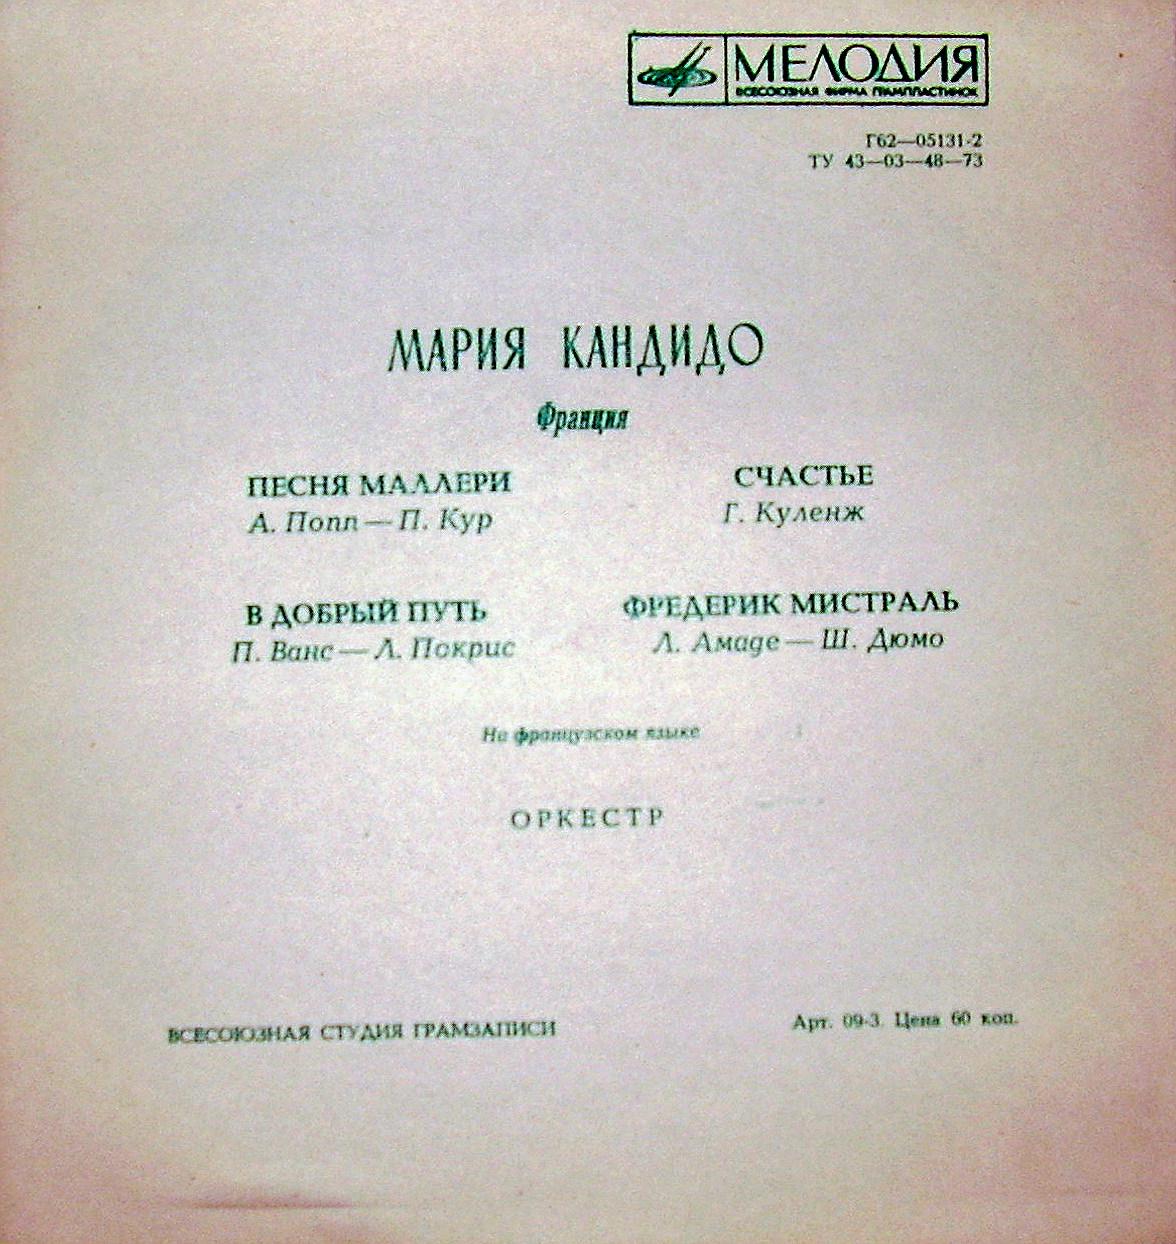 МЕЛОДИЯ
ВСЕСОЮЗНАЯ ФИРМА ГРАМПЛАСТИНОК
Г62—05131-2
ТУ 43—03—48—73
МАРИЯ КАНДИДО
Франция
ПЕСНЯ МАЛЛЕРИ
А. Попп — П. Кур
В ДОБРЫЙ ПУТЬ
П. Ванс — Л. Покрис
СЧАСТЬЕ
Г. Куленж
ФРЕДЕРИК МИСТРАЛЬ
Л. Амаде — Ш. Дюмо
На французском языке
ОРКЕСТР
ВСЕСОЮЗНАЯ СТУДИЯ ГРАМЗАПИСИ
Арт. 09-3. Цена 60 коп.